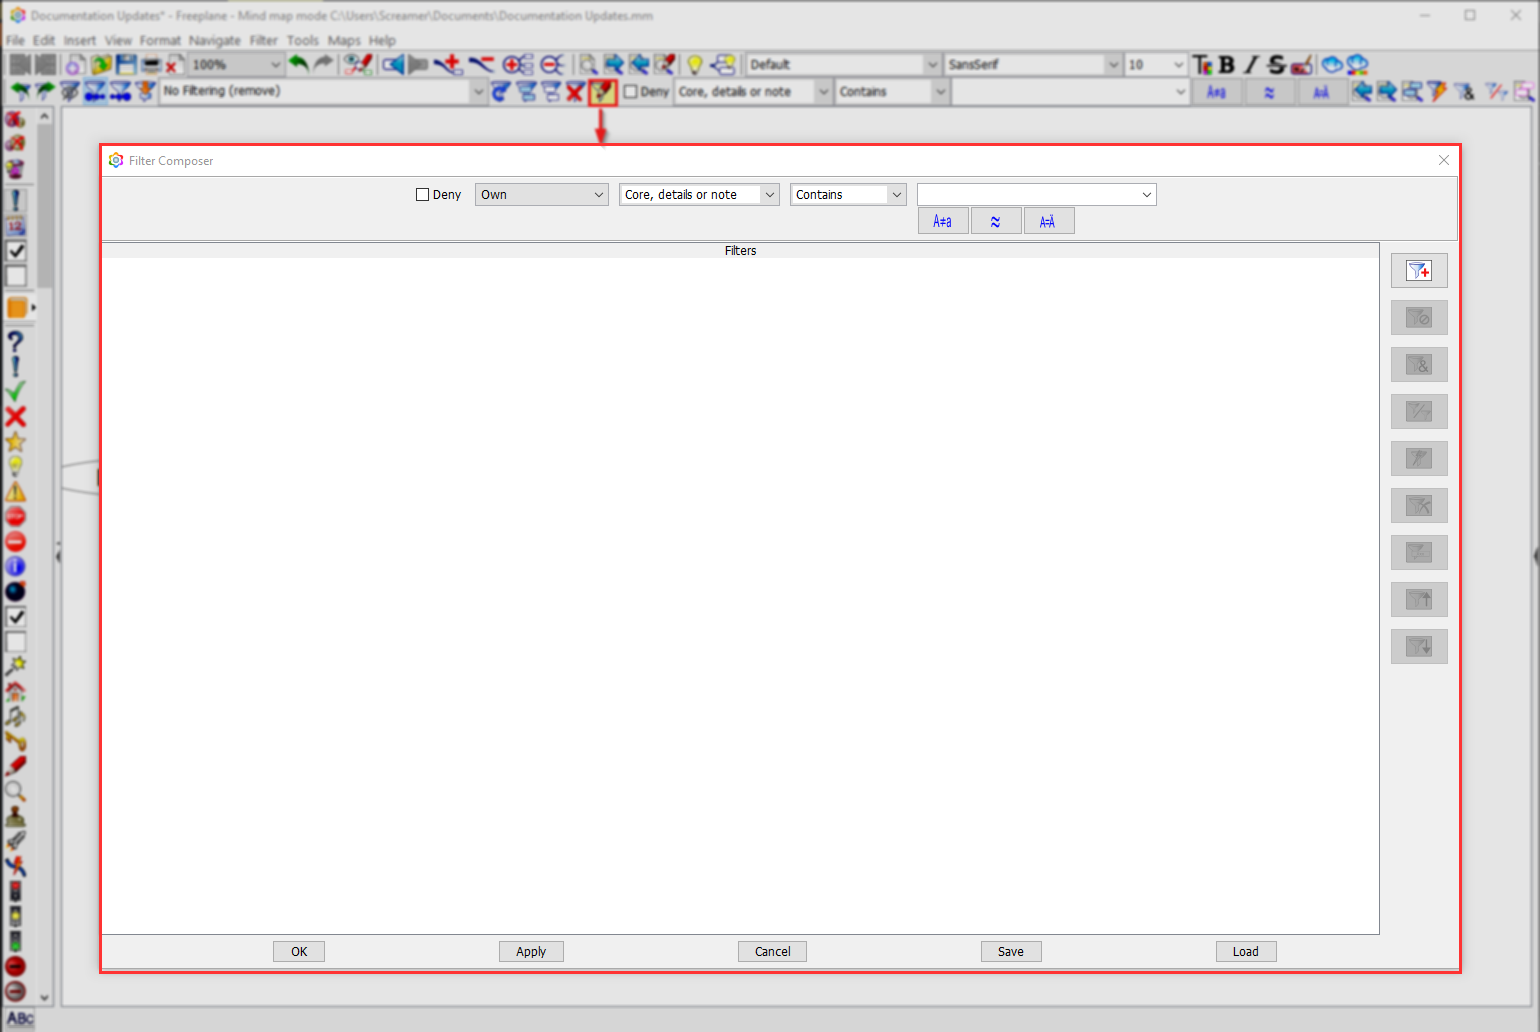 Documentation Updates* - Freeplane - Mind map mode C:\Users\Screamer\Documents\Documentation Updates.mm
File Edit Insert View Format Navigate Filter Tools Maps Help
100% Default SansSerif 10
No Filtering (remove) Deny Core, details or note Contains A≠a ≈ A=Ä
Filter Composer
Deny Own Core, details or note Contains
A≠a ≈ A=Ä
Filters
OK Apply Cancel Save Load
ABC